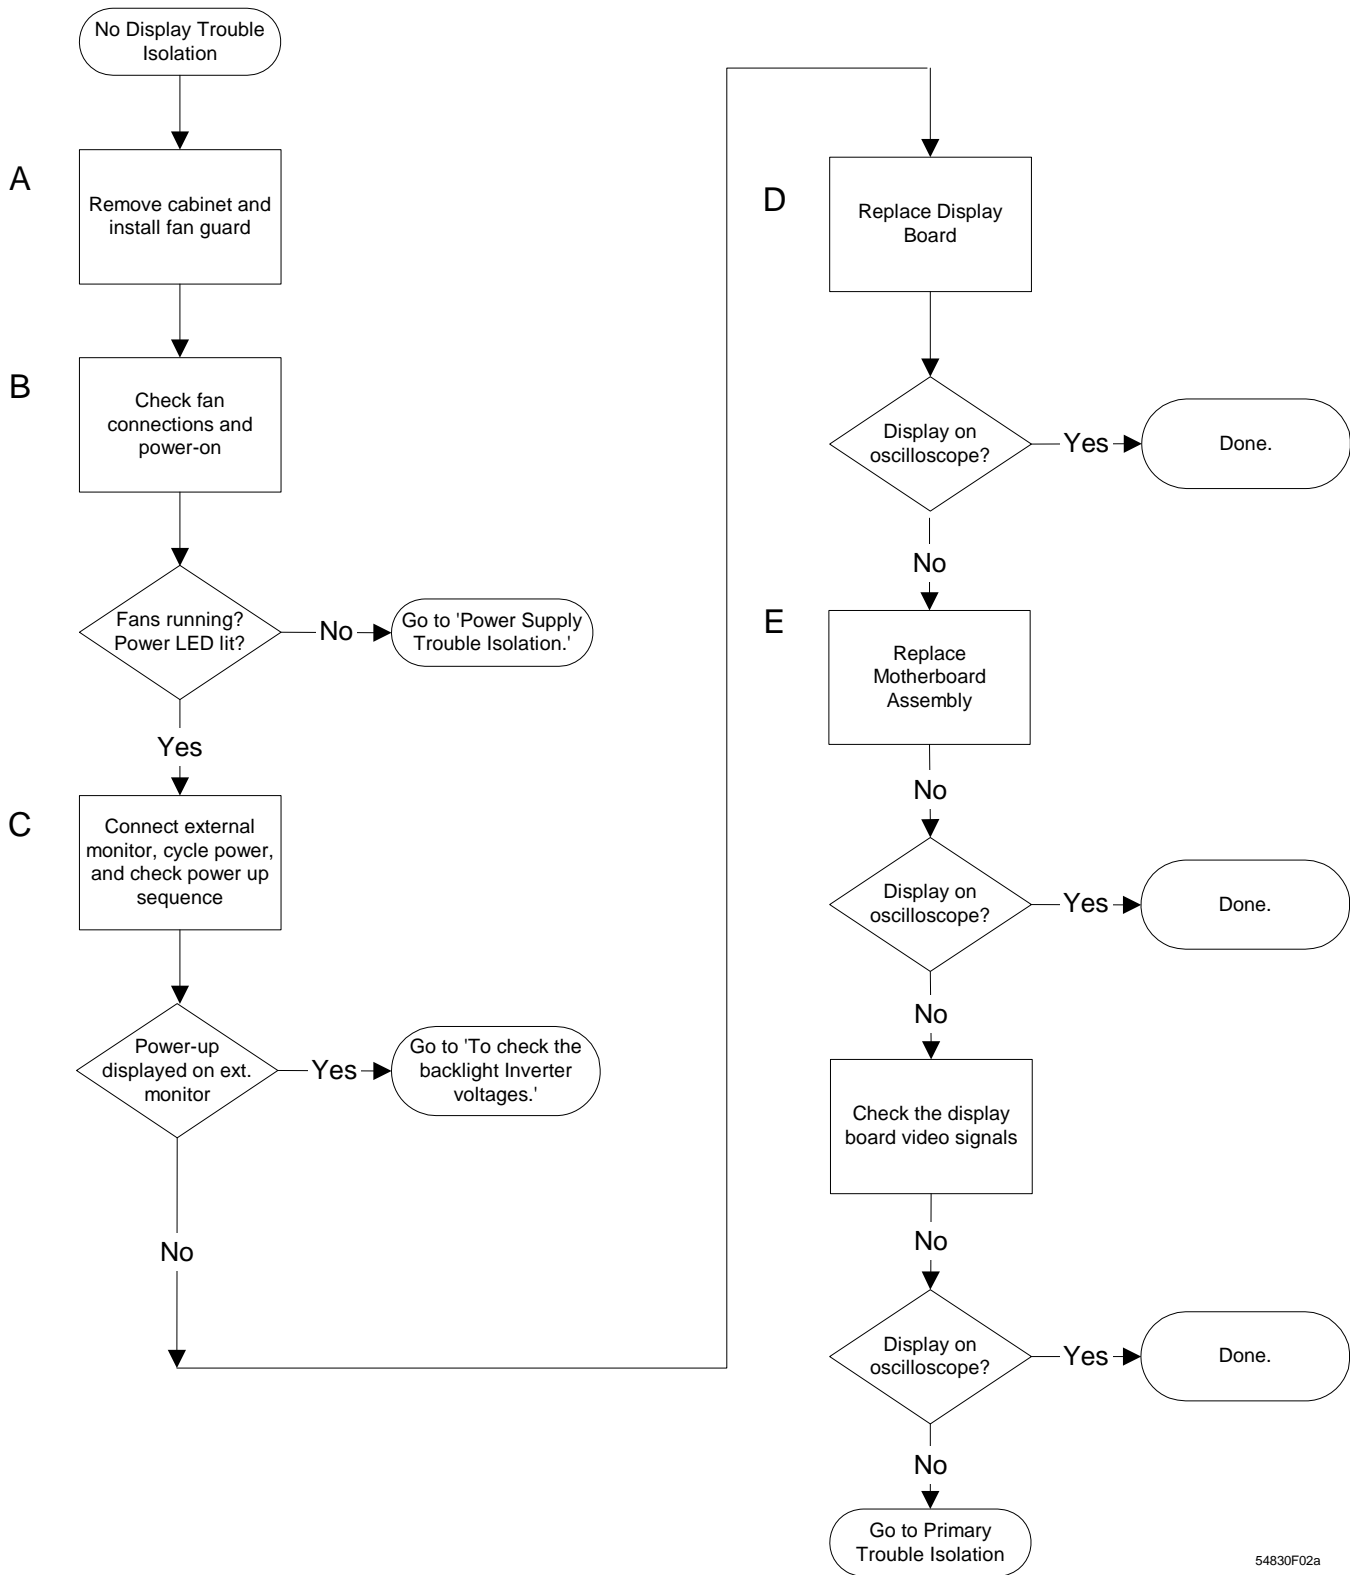 No Display Trouble
Isolation
A
Remove cabinet and
install fan guard
B
Check fan
connections and
power-on
Fans running?
Power LED lit?
No
Go to 'Power Supply
Trouble Isolation.'
Yes
C
Connect external
monitor, cycle power,
and check power up
sequence
Power-up
displayed on ext.
monitor
Yes
Go to 'To check the
backlight Inverter
voltages.'
No
D
Replace Display
Board
Display on
oscilloscope?
Yes
Done.
No
E
Replace
Motherboard
Assembly
No
Display on
oscilloscope?
Yes
Done.
No
Check the display
board video signals
No
Display on
oscilloscope?
Yes
Done.
No
Go to Primary
Trouble Isolation
54830F02a